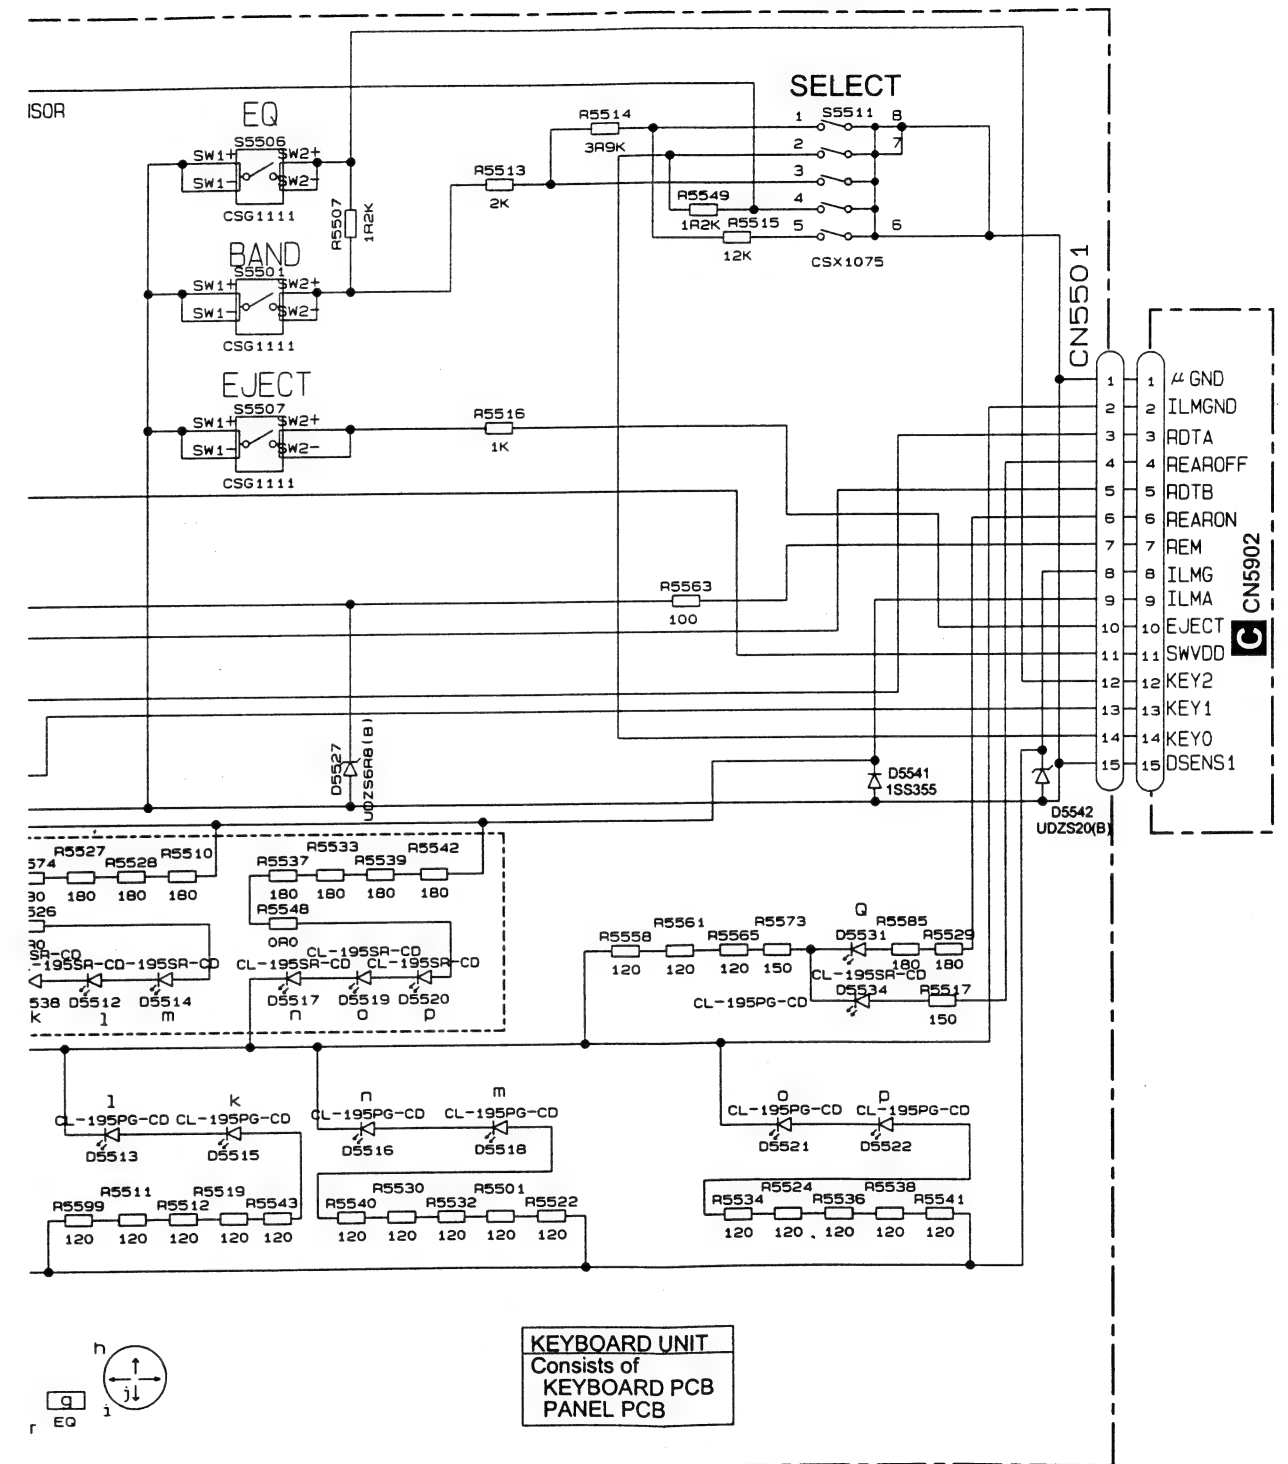 SELECT
ISOR
EQ
S5506
SW1+ SW2+
SW1- SW2-
CSG1111
R5507
1R2K
R5514
3R9K
R5513
2K
R5549
1R2K
R5515
12K
1 S5511 8
2 7
3
4
5 6
CSX1075
BAND
S5501
SW1+ SW2+
SW1- SW2-
CSG1111
EJECT
S5507
SW1+ SW2+
SW1- SW2-
CSG1111
R5516
1K
CN5501
1 1 μGND
2 2 ILMGND
3 3 RDTA
4 4 REAROFF
5 5 RDTB
6 6 REARON
7 7 REM
8 8 ILMG
9 9 ILMA
10 10 EJECT
11 11 SWVDD
12 12 KEY2
13 13 KEY1
14 14 KEY0
15 15 DSENS1
C CN5902
R5563
100
D5527
UDZS6R8(B)
D5541
1SS355
D5542
UDZS20(B)
574 R5527 R5528 R5510
180 180 180
526
R5537 R5533 R5539 R5542
180 180 180 180
R5548
0R0
SR-CD
-195SR-CD -195SR-CD
538 D5512 D5514
k l m
CL-195SR-CD CL-195SR-CD CL-195SR-CD
D5517 D5519 D5520
n o p
R5558 R5561 R5565 R5573
120 120 120 150
Q
D5531 R5585 R5529
CL-195SR-CD 180 180
CL-195PG-CD D5534 R5517
150
l k
CL-195PG-CD CL-195PG-CD
D5513 D5515
n m
CL-195PG-CD CL-195PG-CD
D5516 D5518
o p
CL-195PG-CD CL-195PG-CD
D5521 D5522
R5599 R5511 R5512 R5519 R5543
120 120 120 120 120
R5540 R5530 R5532 R5501 R5522
120 120 120 120 120
R5534 R5524 R5536 R5538 R5541
120 120 120 120 120
KEYBOARD UNIT
Consists of
KEYBOARD PCB
PANEL PCB
h
j
i
g
EQ
r